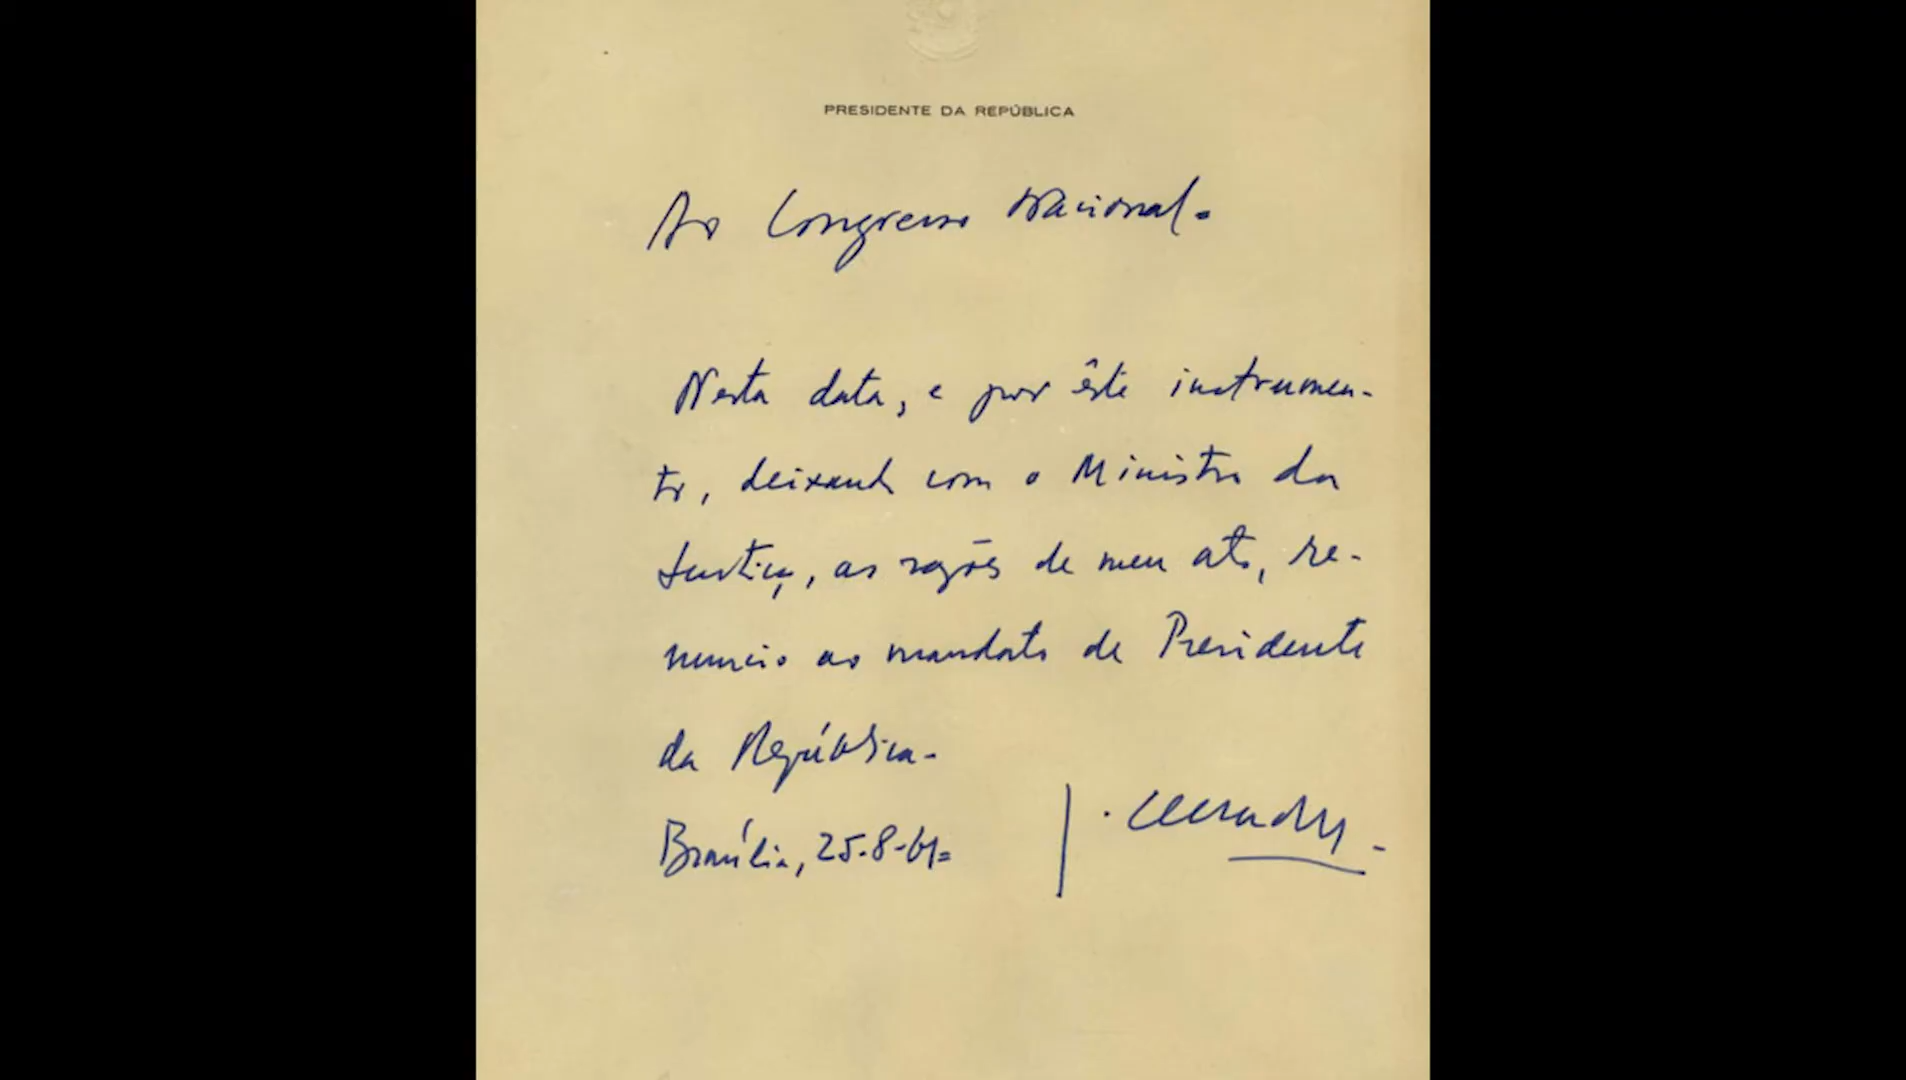 PRESIDENTE DA REPÚBLICA
Ao Congresso Nacional.
Nesta data, e por êste instrumen-
to, deixando com o Ministro da
Justiça, as razões de meu ato, re-
nuncio ao mandato de Presidente
da República.
Brasília, 25.8.61
J. Quadros